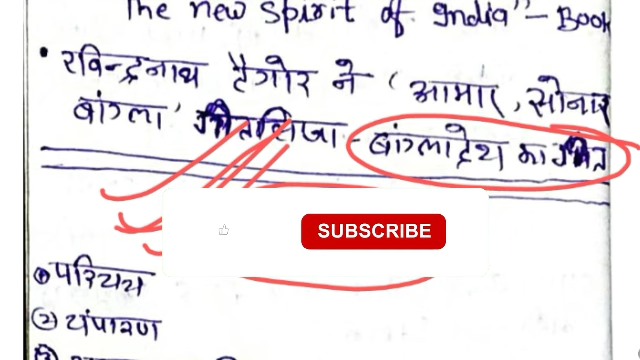 The new spirit of India" - Book
• रविन्द्रनाथ टैगोर ने 'आमार, सोनार
बांग्ला' गीत लिखा - बांग्लादेश का गीत
SUBSCRIBE
① परिचय
② चंपारण